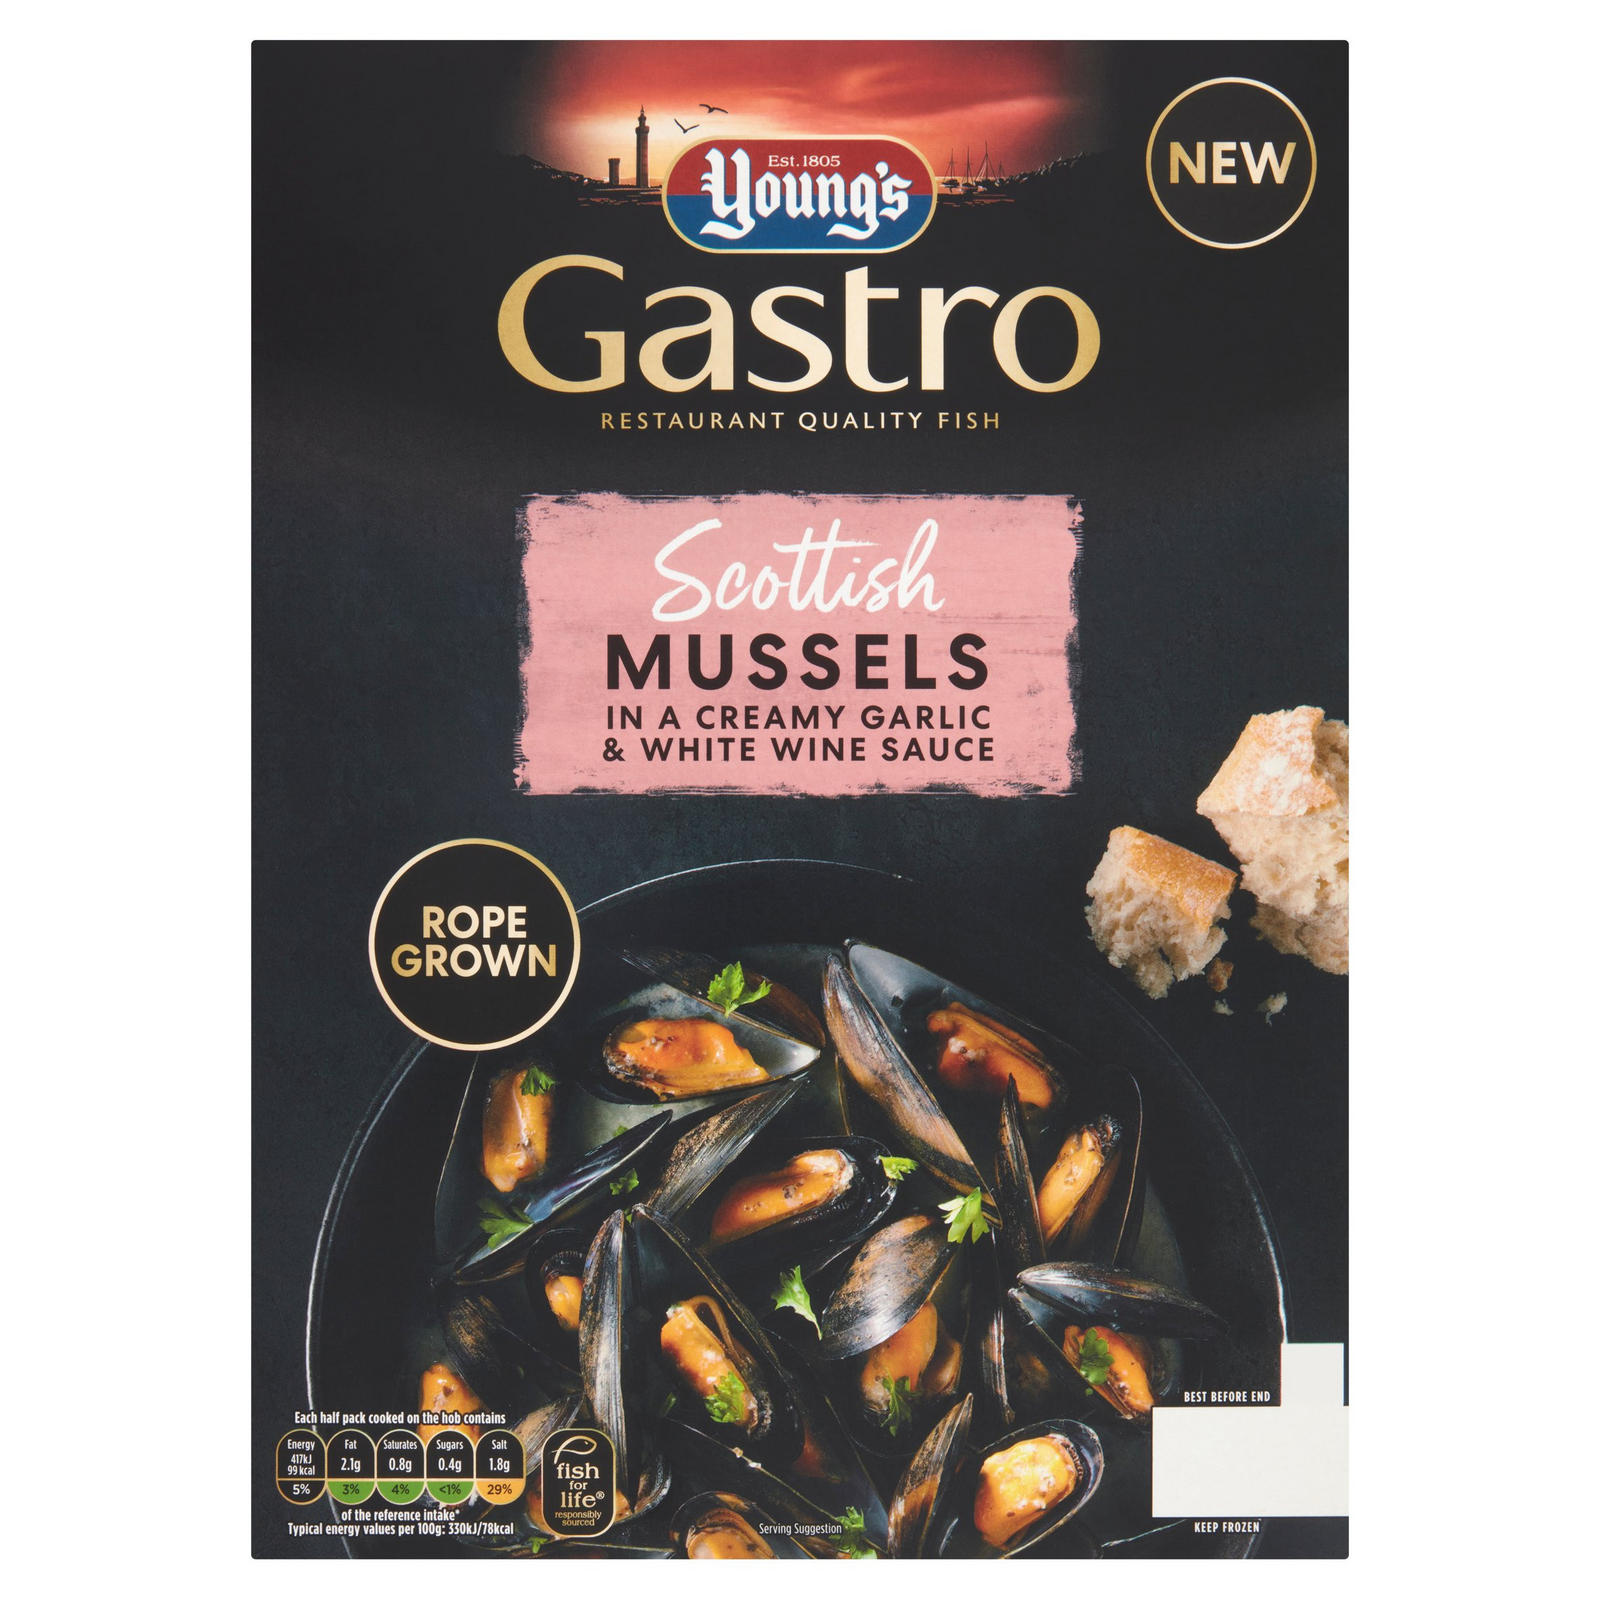 NEW
Est. 1805
Young's
Gastro
RESTAURANT QUALITY FISH
Scottish
MUSSELS
IN A CREAMY GARLIC
& WHITE WINE SAUCE
ROPE
GROWN
BEST BEFORE END
Each half pack cooked on the hob contains
Energy
417kJ
99 kcal
5%
Fat
2.1g
3%
Saturates
0.8g
4%
Sugars
0.4g
<1%
Salt
1.8g
29%
of the reference intake*
Typical energy values per 100g: 330kJ/78kcal
fish
for
life®
responsibly
sourced
Serving Suggestion
KEEP FROZEN